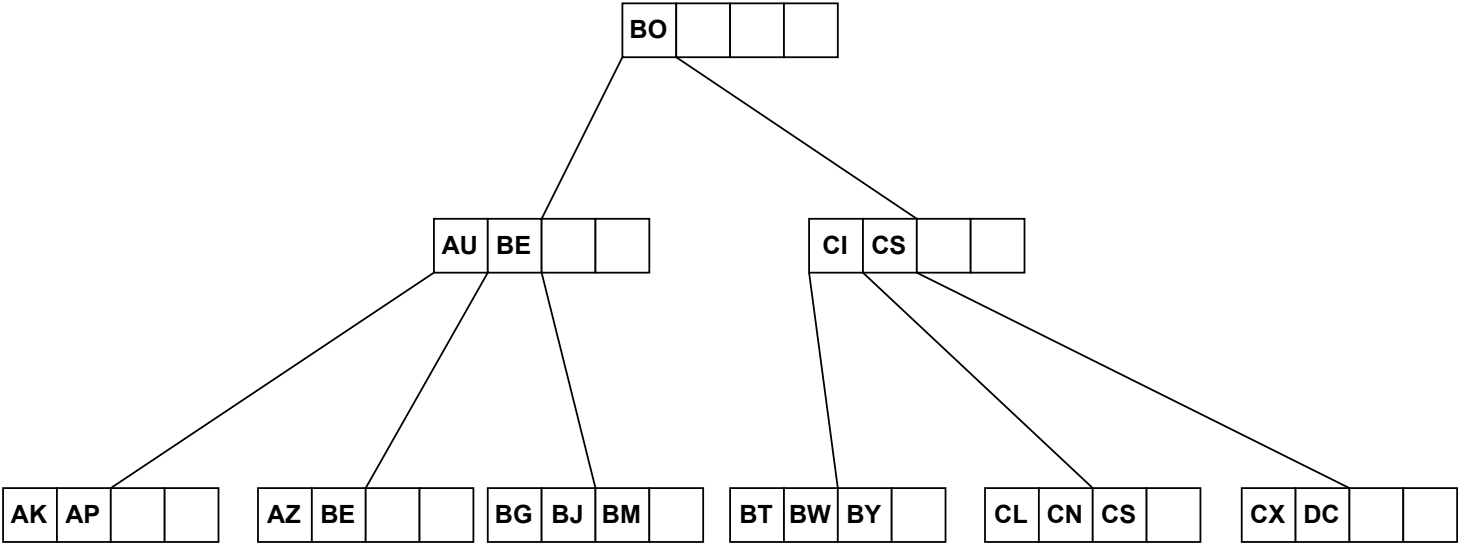 BO
AU BE CI CS
AK AP AZ BE BG BJ BM BT BW BY CL CN CS CX DC